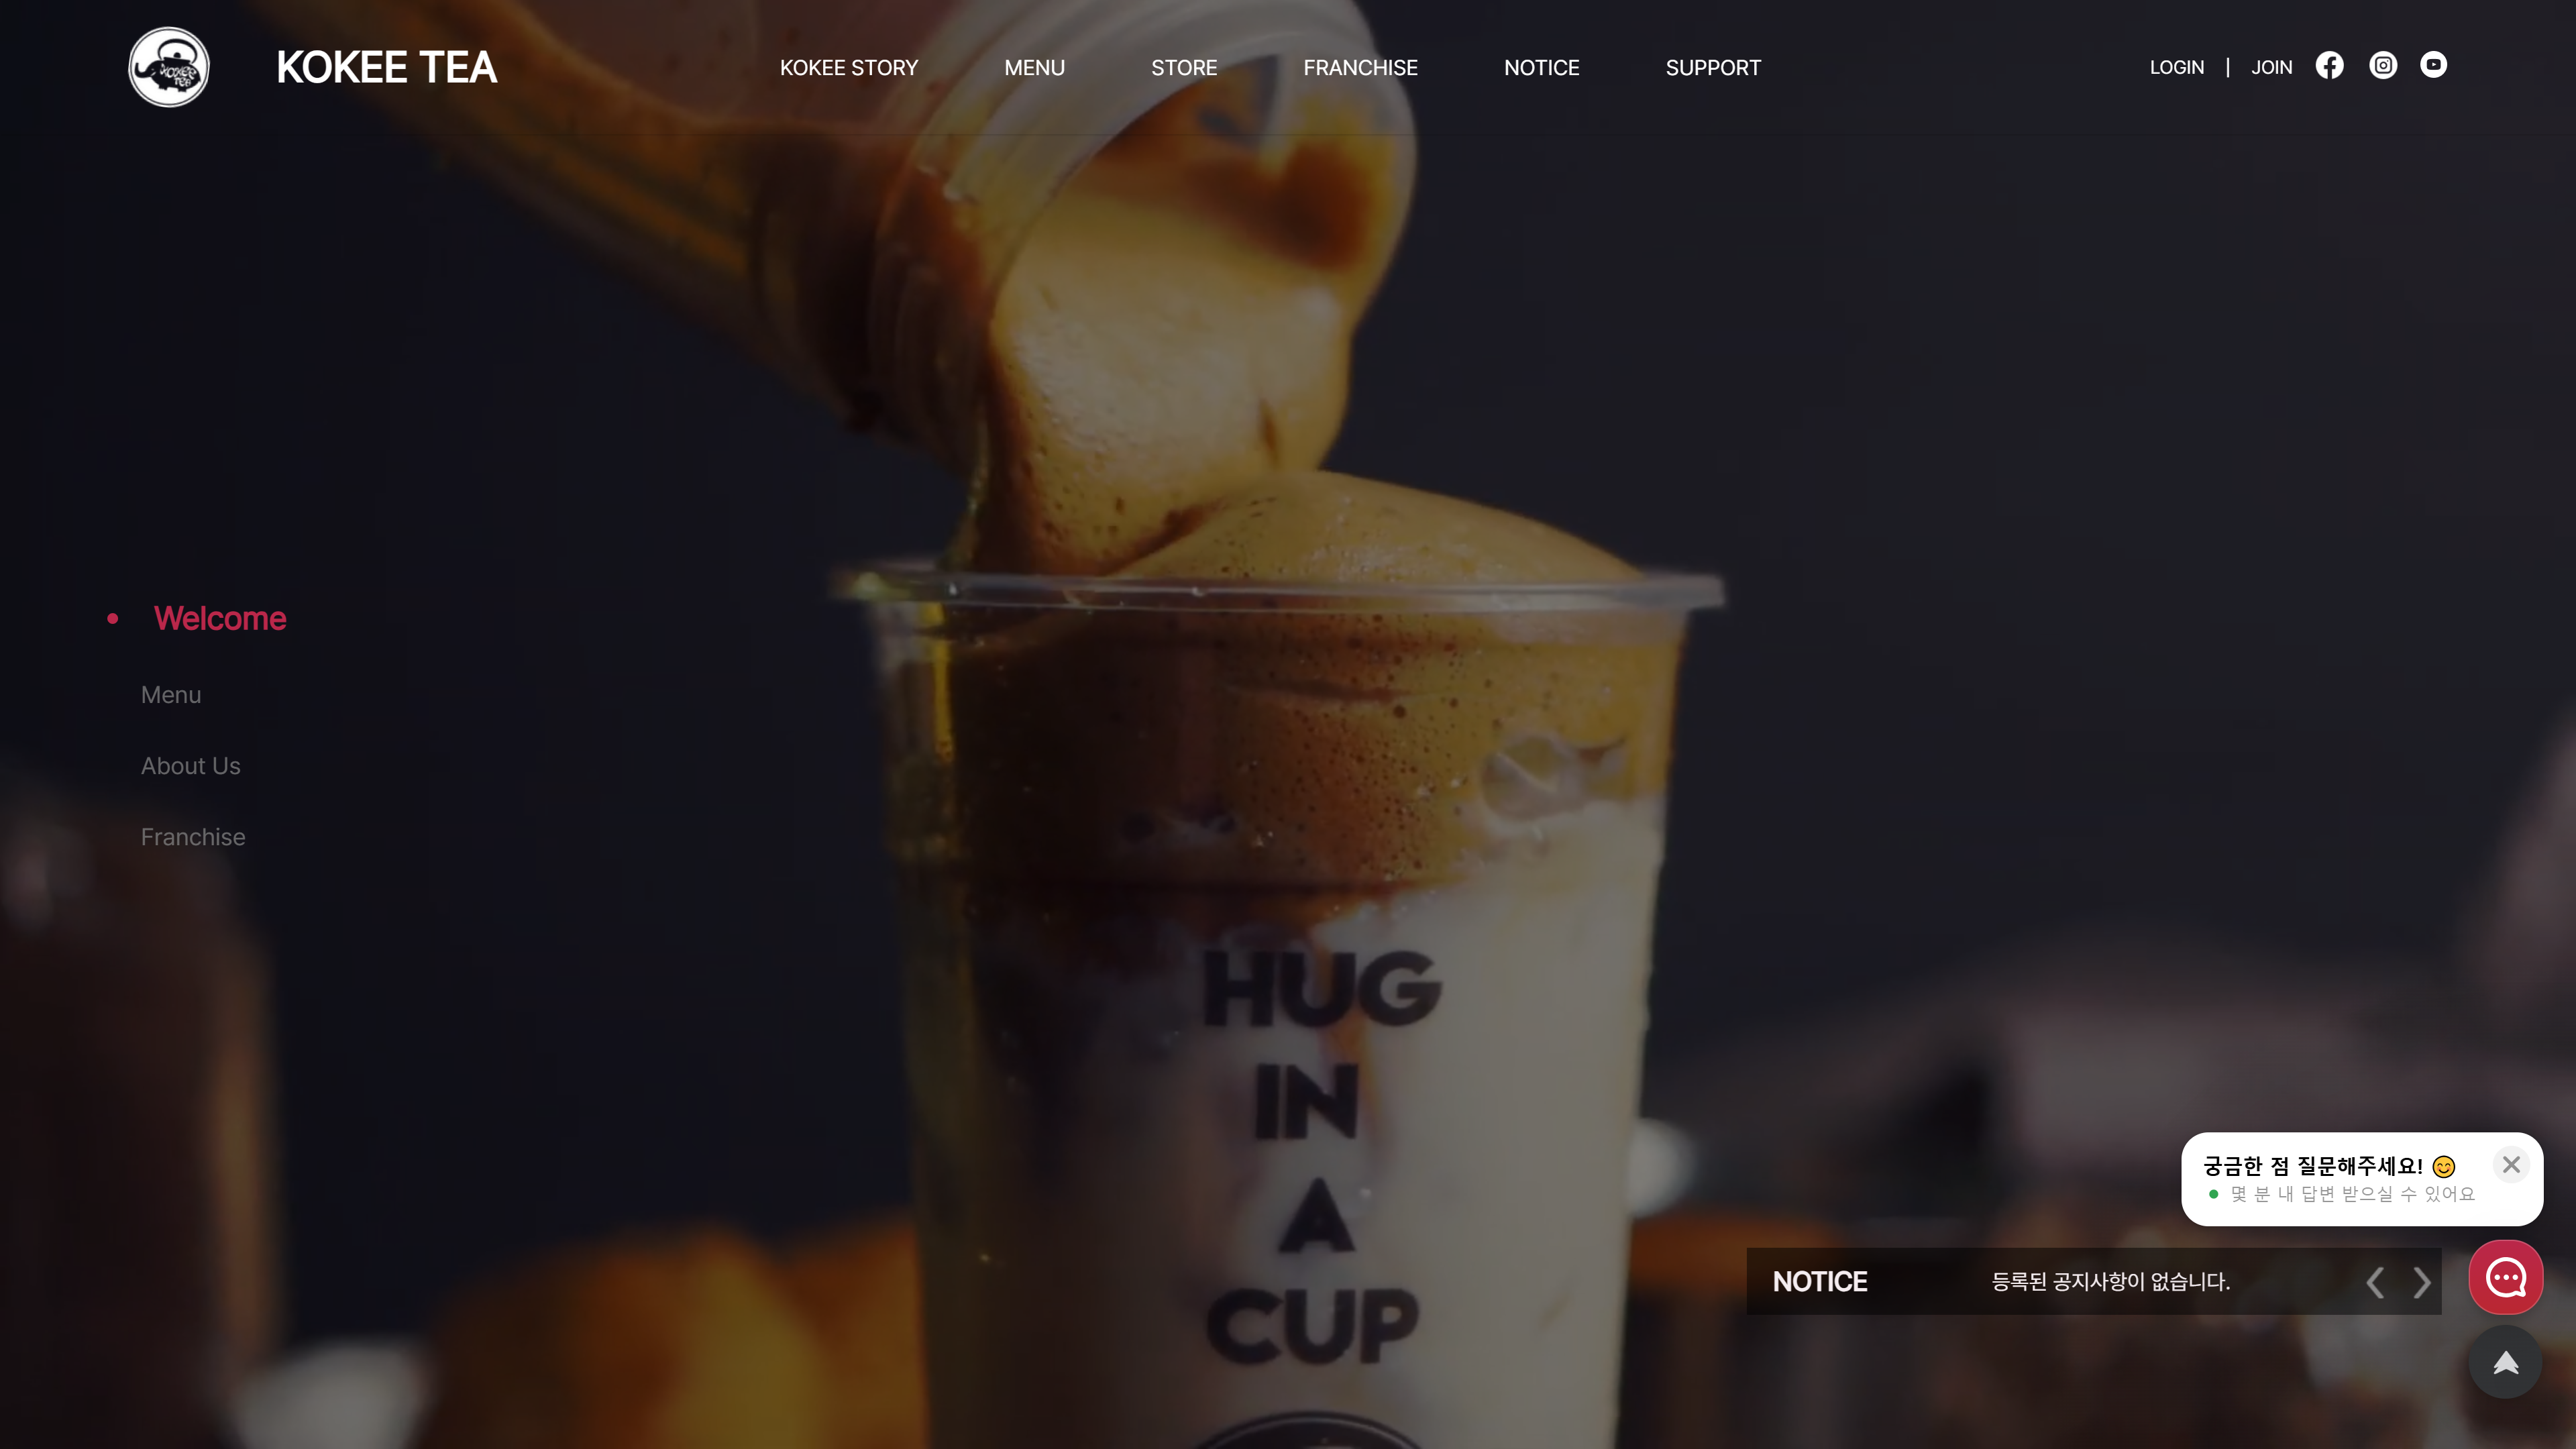 KOKEE TEA
KOKEE TEA
KOKEE STORY
MENU
STORE
FRANCHISE
NOTICE
SUPPORT
LOGIN | JOIN
Welcome
Menu
About Us
Franchise
HUG
IN
A
CUP
궁금한 점 질문해주세요! 😊
몇 분 내 답변 받으실 수 있어요
NOTICE
등록된 공지사항이 없습니다.